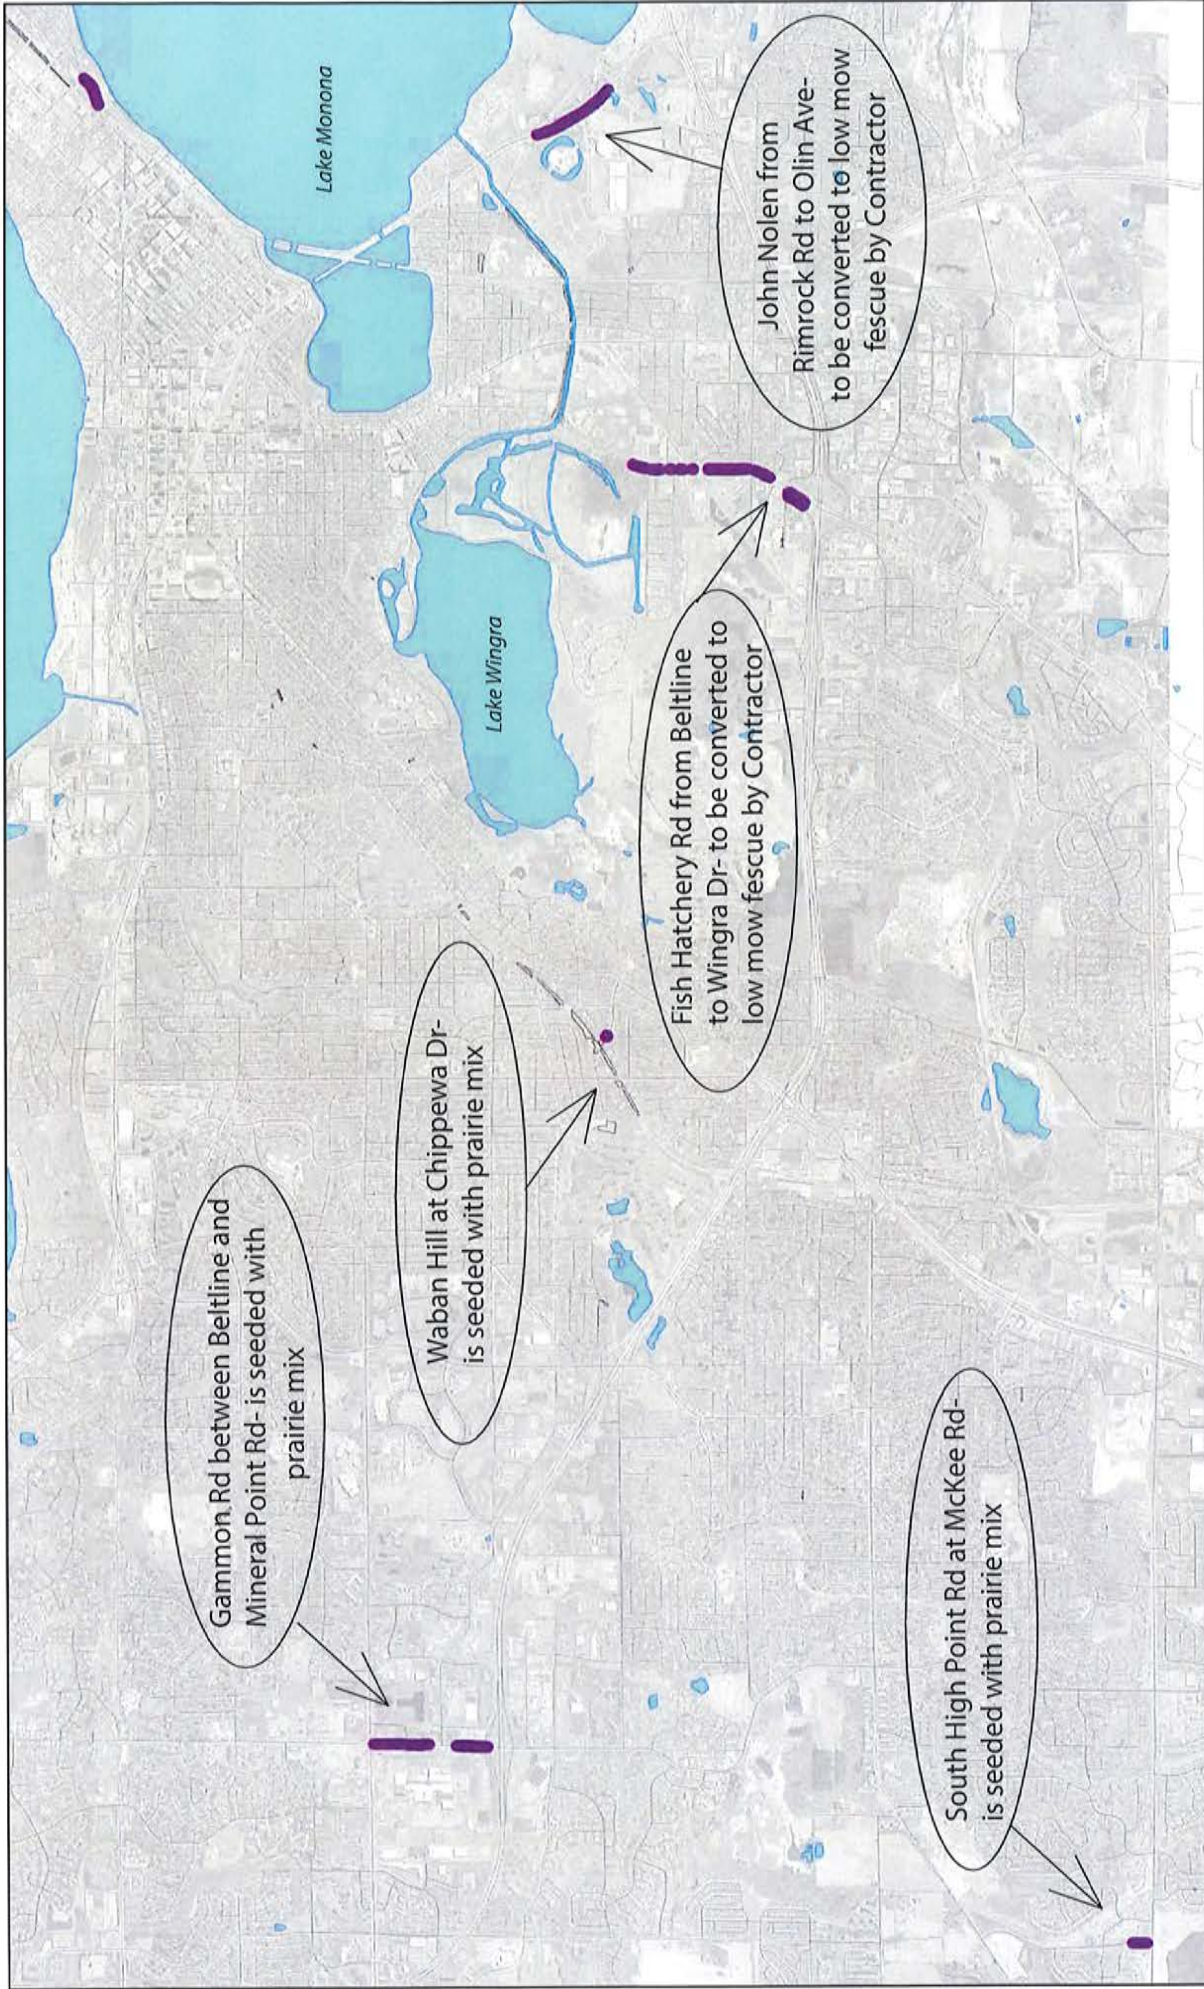 Gammon Rd between Beltline and
Mineral Point Rd- is seeded with
prairie mix
Waban Hill at Chippewa Dr-
is seeded with prairie mix
South High Point Rd at McKee Rd-
is seeded with prairie mix
Fish Hatchery Rd from Beltline
to Wingra Dr- to be converted to
low mow fescue by Contractor
Lake Wingra
Lake Monona
John Nolen from
Rimrock Rd to Olin Ave-
to be converted to low mow
fescue by Contractor